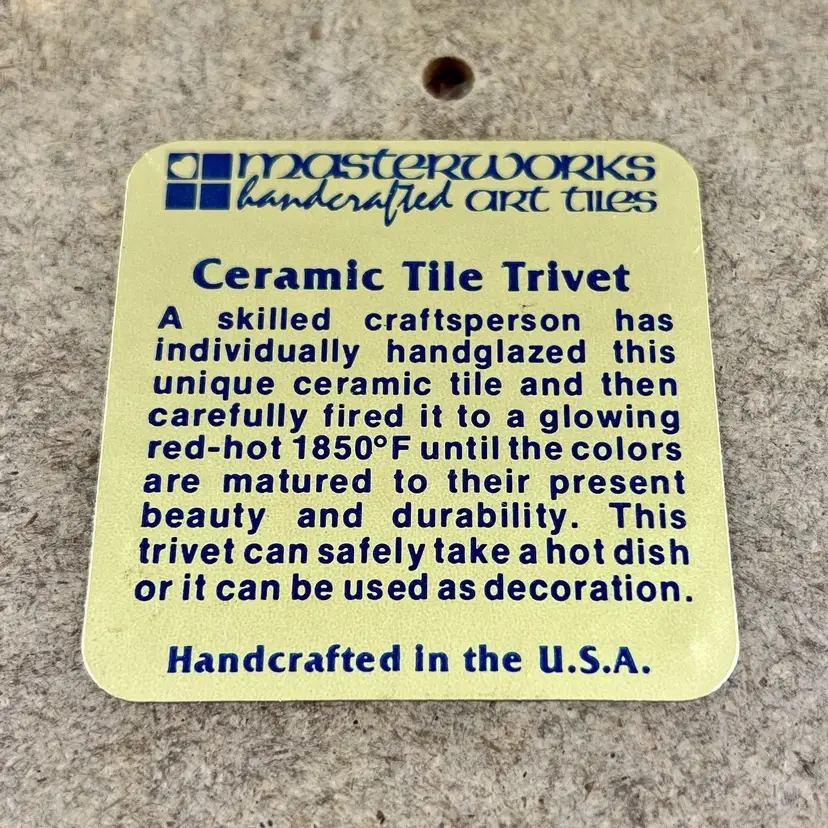 masterworks
handcrafted art tiles
Ceramic Tile Trivet
A skilled craftsperson has
individually handglazed this
unique ceramic tile and then
carefully fired it to a glowing
red-hot 1850°F until the colors
are matured to their present
beauty and durability. This
trivet can safely take a hot dish
or it can be used as decoration.
Handcrafted in the U.S.A.